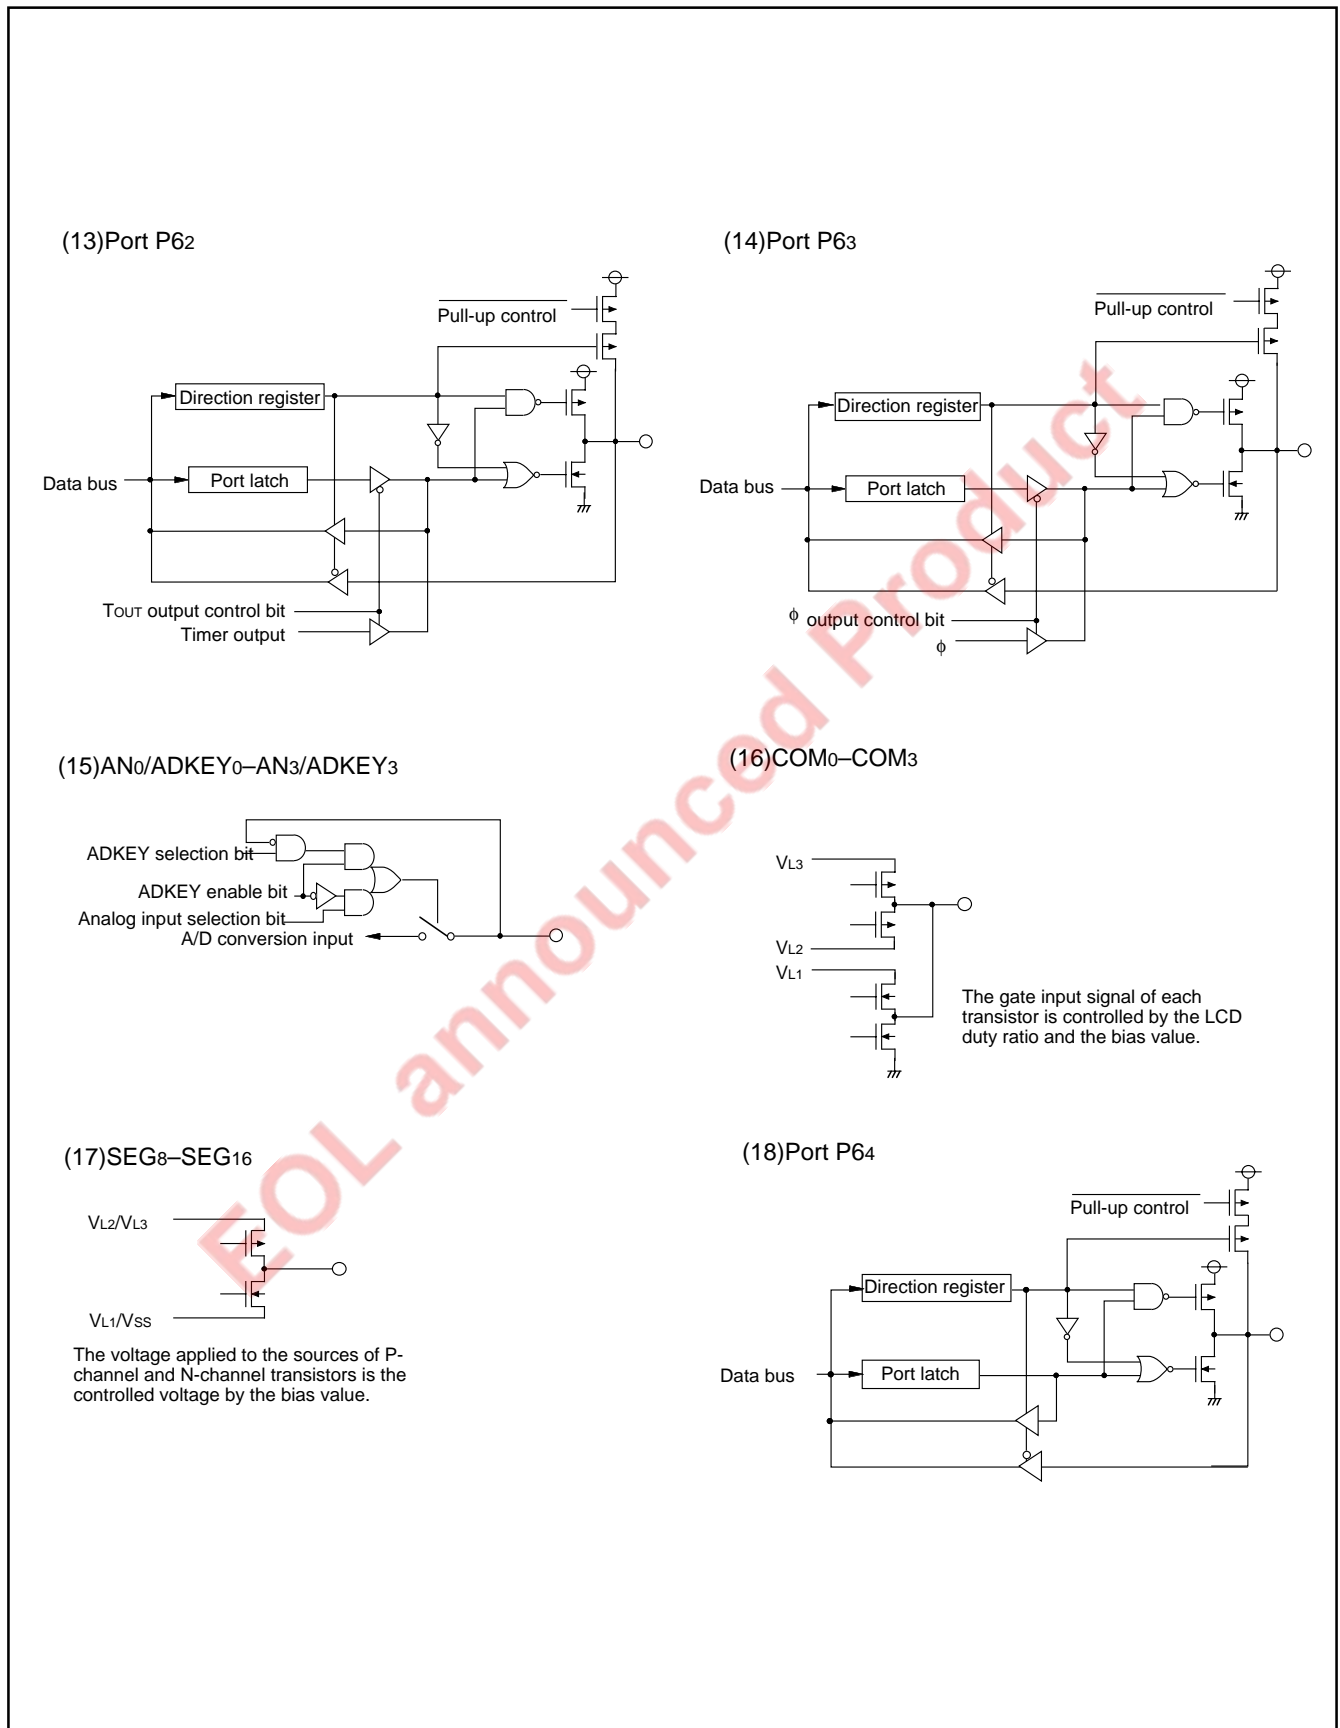 (13)Port P62
Pull-up control
Direction register
Data bus
Port latch
TOUT output control bit
Timer output
(14)Port P63
Pull-up control
Direction register
Data bus
Port latch
ϕ output control bit
ϕ
(15)AN0/ADKEY0–AN3/ADKEY3
ADKEY selection bit
ADKEY enable bit
Analog input selection bit
A/D conversion input
(16)COM0–COM3
VL3
VL2
VL1
The gate input signal of each
transistor is controlled by the LCD
duty ratio and the bias value.
(17)SEG8–SEG16
VL2/VL3
VL1/VSS
The voltage applied to the sources of P-
channel and N-channel transistors is the
controlled voltage by the bias value.
(18)Port P64
Pull-up control
Direction register
Data bus
Port latch
EOL announced Product